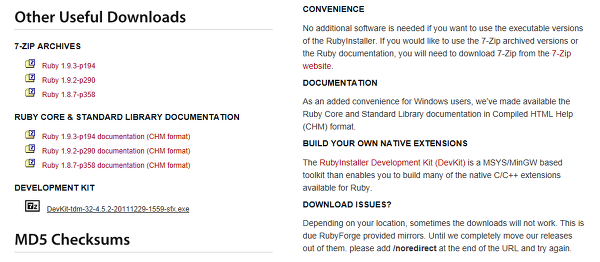 Other Useful Downloads
7-ZIP ARCHIVES
Ruby 1.9.3-p194
Ruby 1.9.2-p290
Ruby 1.8.7-p358
RUBY CORE & STANDARD LIBRARY DOCUMENTATION
Ruby 1.9.3-p194 documentation (CHM format)
Ruby 1.9.2-p290 documentation (CHM format)
Ruby 1.8.7-p358 documentation (CHM format)
DEVELOPMENT KIT
7z DevKit-tdm-32-4.5.2-20111229-1559-sfx.exe
MD5 Checksums
CONVENIENCE
No additional software is needed if you want to use the executable versions
of the RubyInstaller. If you would like to use the 7-Zip archived versions or
the Ruby documentation, you will need to download 7-Zip from the 7-Zip
website.
DOCUMENTATION
As an added convenience for Windows users, we've made available the
Ruby Core and Standard Library documentation in Compiled HTML Help
(CHM) format.
BUILD YOUR OWN NATIVE EXTENSIONS
The RubyInstaller Development Kit (DevKit) is a MSYS/MinGW based
toolkit than enables you to build many of the native C/C++ extensions
available for Ruby.
DOWNLOAD ISSUES?
Depending on your location, sometimes the downloads will not work. This is
due RubyForge provided mirrors. Until we completely move our releases
out of them. please add /noredirect at the end of the URL and try again.